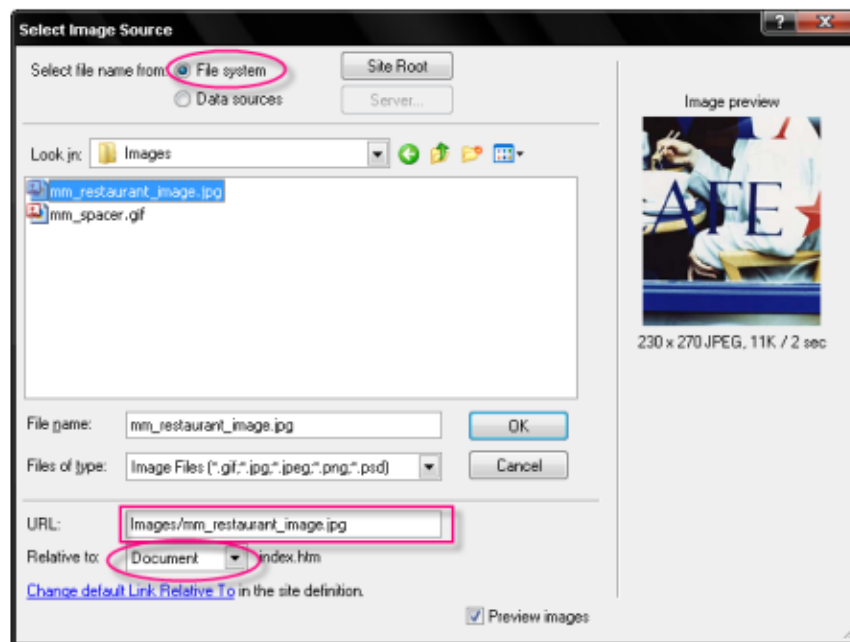 Select Image Source
?
X
Select file name from: File system
Site Root
Data sources
Server...
Image preview
Look in: Images
mm_restaurant_image.jpg
mm_spacer.gif
AFE
230 x 270 JPEG, 11K / 2 sec
File name: mm_restaurant_image.jpg
OK
Files of type: Image Files (*.gif;*.jpg;*.jpeg;*.png;*.psd)
Cancel
URL: Images/mm_restaurant_image.jpg
Relative to: Document index.htm
Change default Link Relative To in the site definition.
Preview images